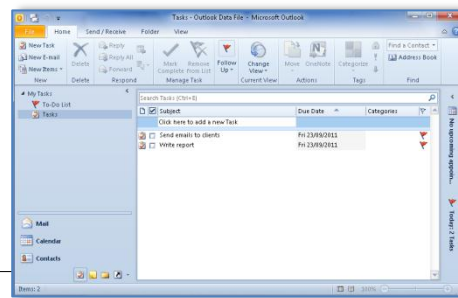 Tasks - Outlook Data File - Microsoft Outlook
File Home Send / Receive Folder View
New Task
New E-mail
New Items
New
Delete
Delete
Reply
Reply All
Forward
Respond
Mark Complete
Remove from List
Manage Task
Follow Up
Change View
Current View
Move
OneNote
Actions
Categorize
Tags
Find a Contact
Address Book
Find
My Tasks
To-Do List
Tasks
Search Tasks (Ctrl+E)
Subject Due Date Categories
Click here to add a new Task
Send emails to clients Fri 23/09/2011
Write report Fri 23/09/2011
No upcoming appoin...
Today: 2 Tasks
Mail
Calendar
Contacts
Items: 2
100%